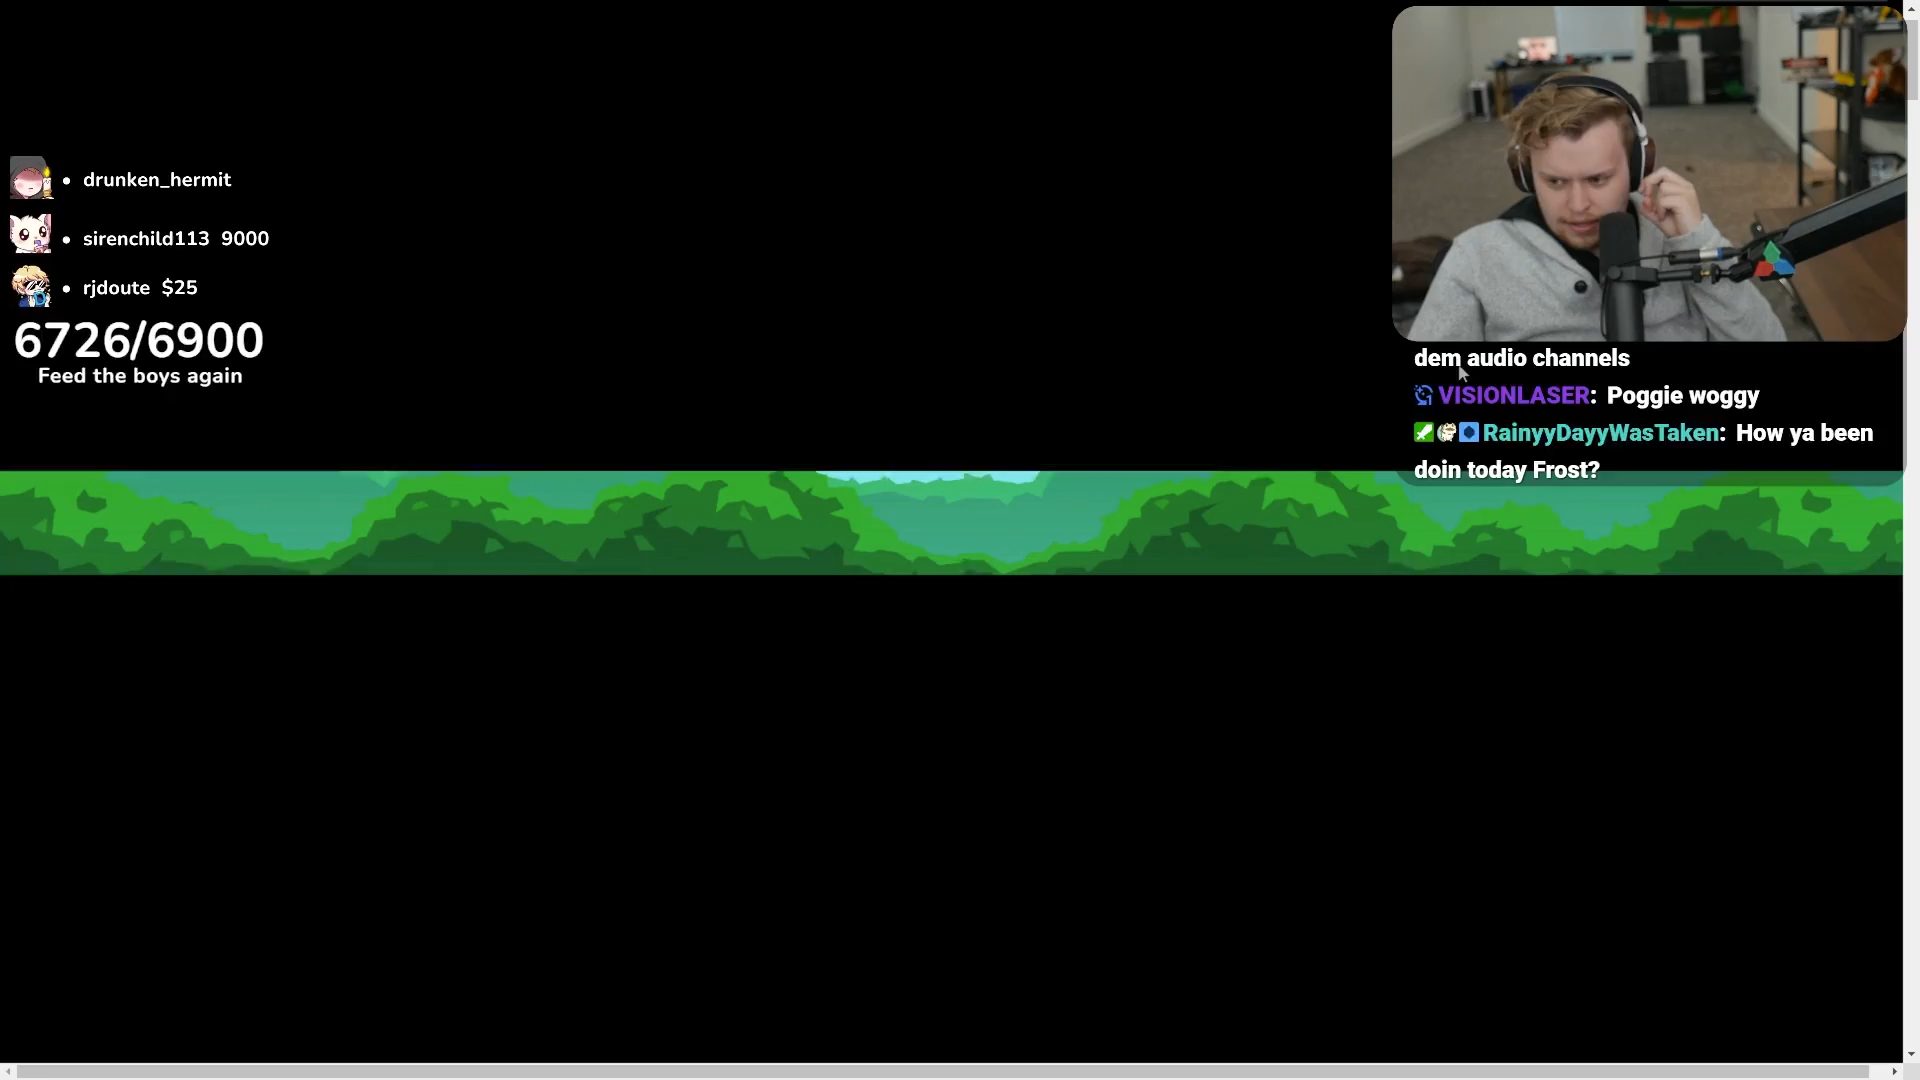 drunken_hermit
sirenchild113 9000
rjdoute $25
6726/6900
Feed the boys again
dem audio channels
VISIONLASER: Poggie woggy
RainyyDayyWasTaken: How ya been
doin today Frost?